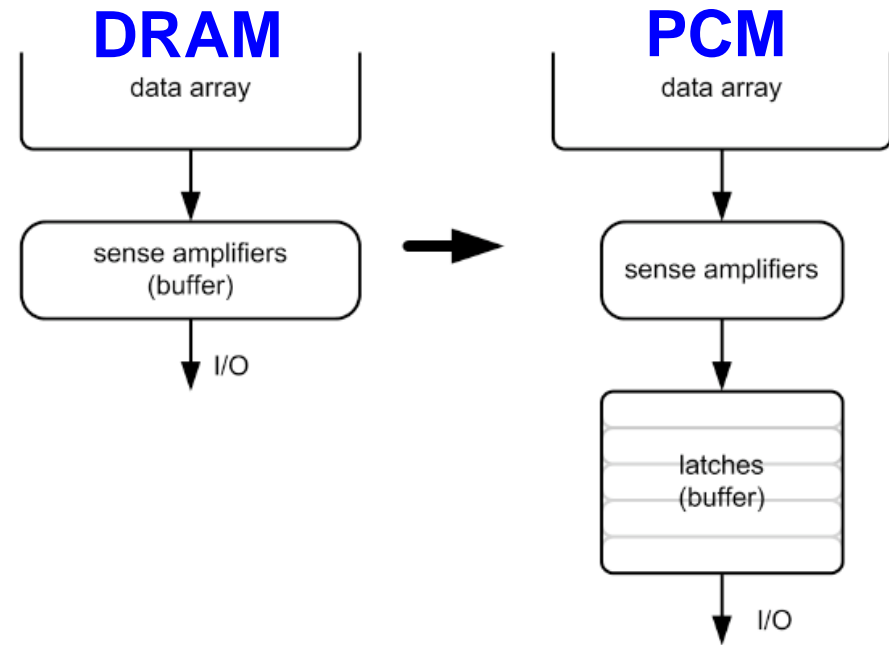 DRAM
data array
sense amplifiers
(buffer)
I/O
PCM
data array
sense amplifiers
latches
(buffer)
I/O